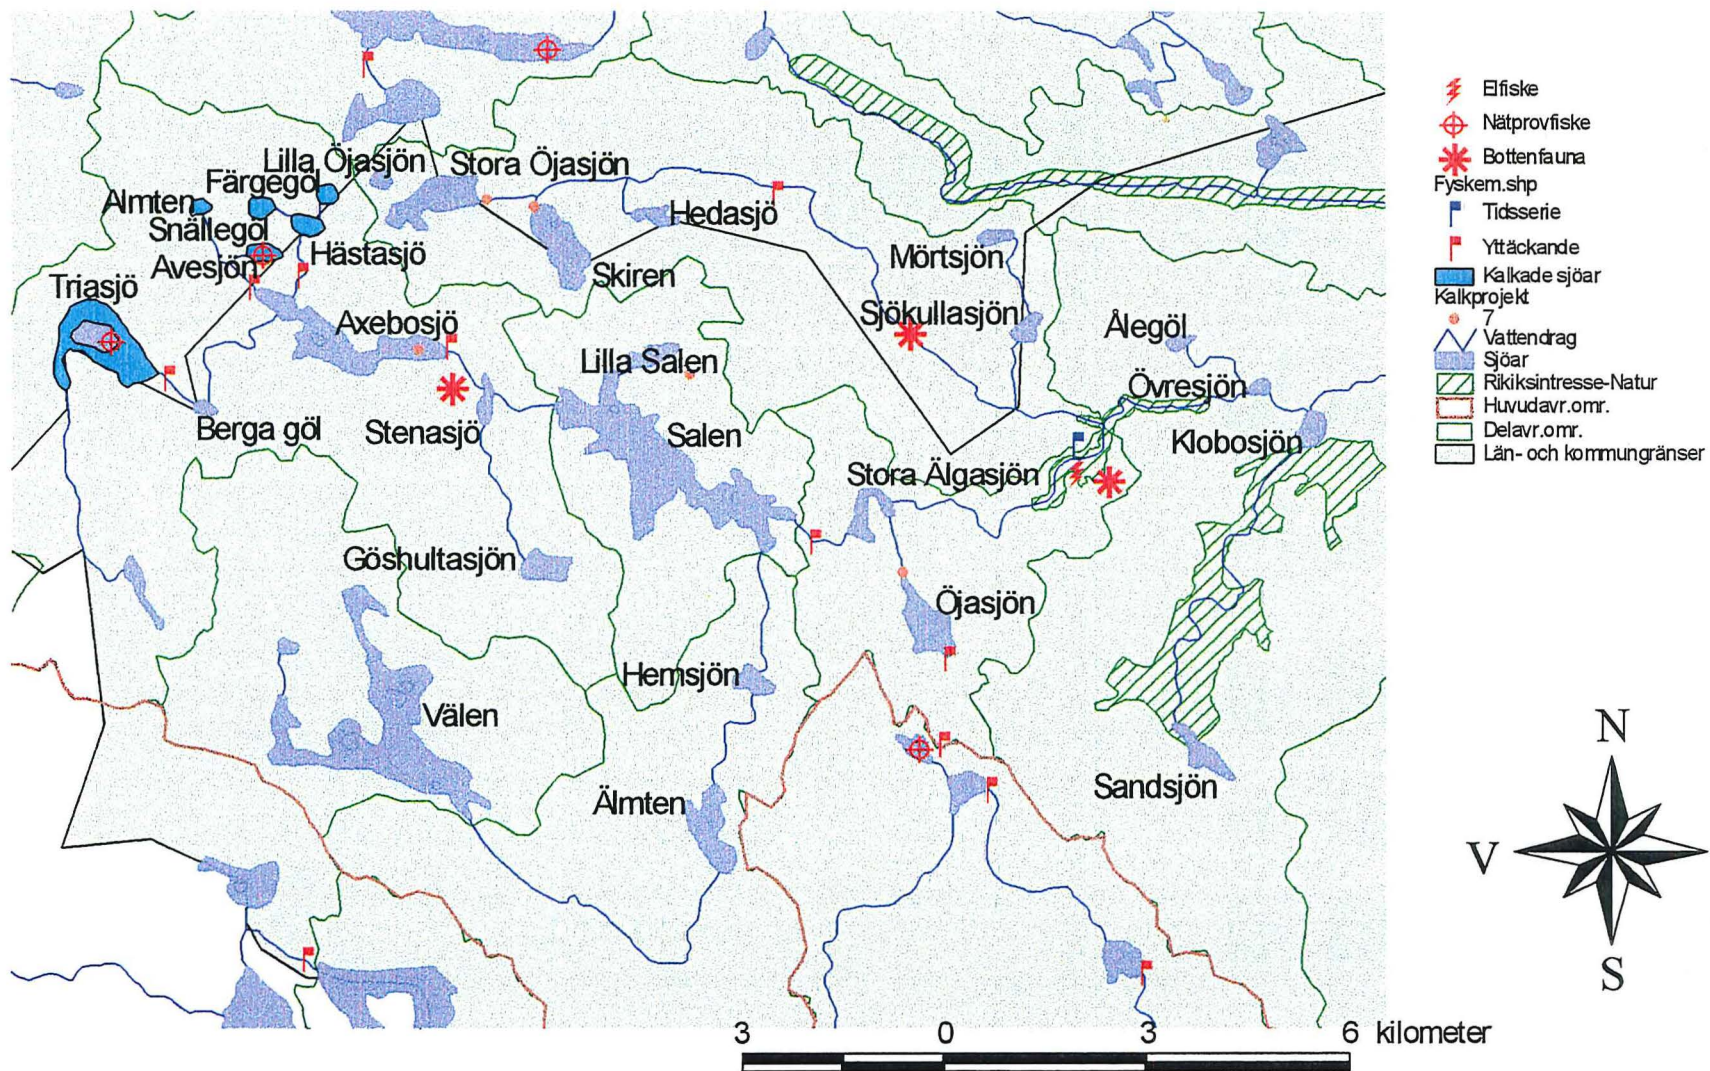 Elfiske
Nätprovfiske
Bottenfauna
Fyskem.shp
Tidsserie
Yttäckande
Kalkade sjöar
Kalkprojekt
7
Vattendrag
Sjöar
Rikiksintresse-Natur
Huvudavr.omr.
Delavr.omr.
Län- och kommungränser
Lilla Öjasjön
Stora Öjasjön
Färgegöl
Almten
Snällegöl
Hedasjö
Hästasjö
Avesjön
Mörtsjön
Skiren
Triasjö
Sjökullasjön
Axebosjö
Ålegöl
Lilla Salen
Övresjön
Berga göl
Stenasjö
Salen
Klobosjön
Stora Älgasjön
Göshultasjön
Öjasjön
Hemsjön
Välen
Sandsjön
Älmten
N
V
S
3 0 3 6 kilometer